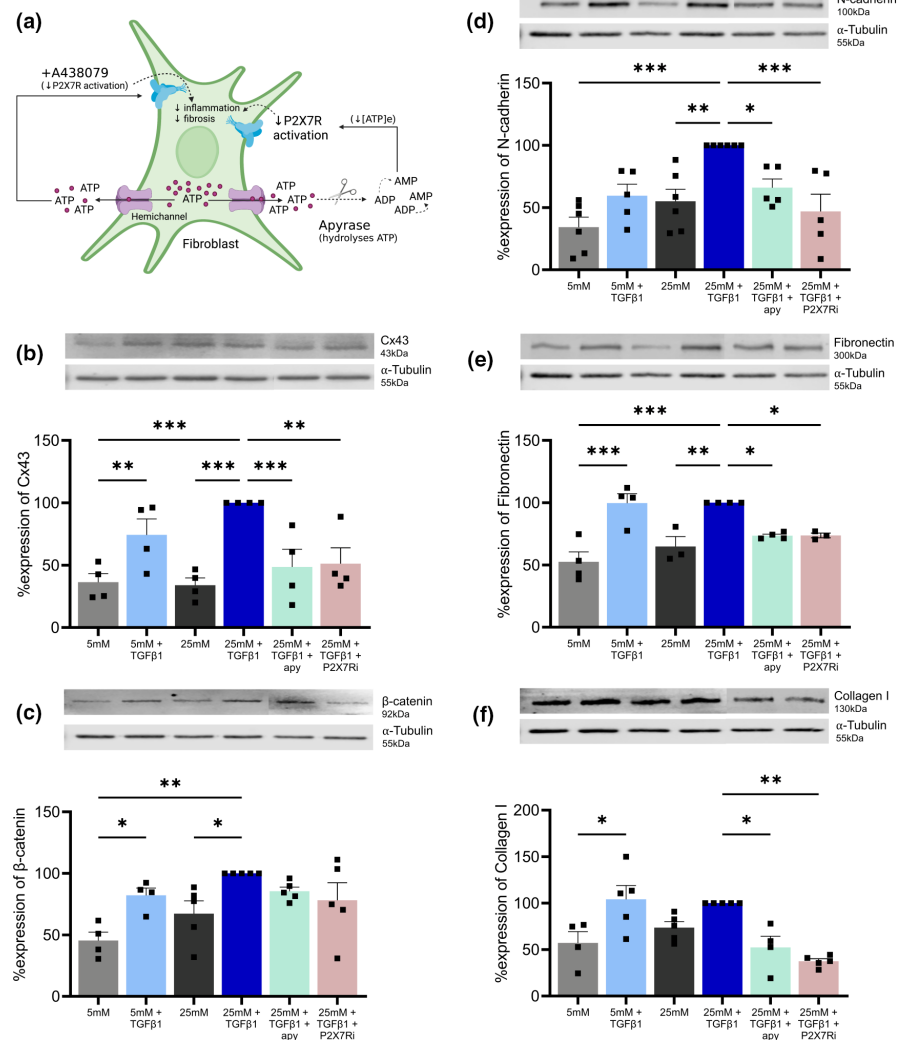 (a)
+A438079
(↓P2X7R activation)
↓ inflammation
↓ fibrosis
↓P2X7R
activation
(↓[ATP]e)
ATP
ATP
ATP
ATP
ATP
ATP
ATP
Hemichannel
Fibroblast
Apyrase
(hydrolyses ATP)
ADP
AMP
AMP
ADP
(d)
N-cadherin
100kDa
α-Tubulin
55kDa
%expression of N-cadherin
150
100
50
0
***
***
**
*
5mM
5mM +
TGFβ1
25mM
25mM +
TGFβ1
25mM +
TGFβ1 +
apy
25mM +
TGFβ1 +
P2X7Ri
(b)
Cx43
43kDa
α-Tubulin
55kDa
%expression of Cx43
150
100
50
0
***
**
**
***
***
5mM
5mM +
TGFβ1
25mM
25mM +
TGFβ1
25mM +
TGFβ1 +
apy
25mM +
TGFβ1 +
P2X7Ri
(e)
Fibronectin
300kDa
α-Tubulin
55kDa
%expression of Fibronectin
150
100
50
0
***
*
***
**
*
5mM
5mM +
TGFβ1
25mM
25mM +
TGFβ1
25mM +
TGFβ1 +
apy
25mM +
TGFβ1 +
P2X7Ri
(c)
β-catenin
92kDa
α-Tubulin
55kDa
%expression of β-catenin
150
100
50
0
**
*
*
5mM
5mM +
TGFβ1
25mM
25mM +
TGFβ1
25mM +
TGFβ1 +
apy
25mM +
TGFβ1 +
P2X7Ri
(f)
Collagen I
130kDa
α-Tubulin
55kDa
%expression of Collagen I
200
150
100
50
0
**
*
*
5mM
5mM +
TGFβ1
25mM
25mM +
TGFβ1
25mM +
TGFβ1 +
apy
25mM +
TGFβ1 +
P2X7Ri